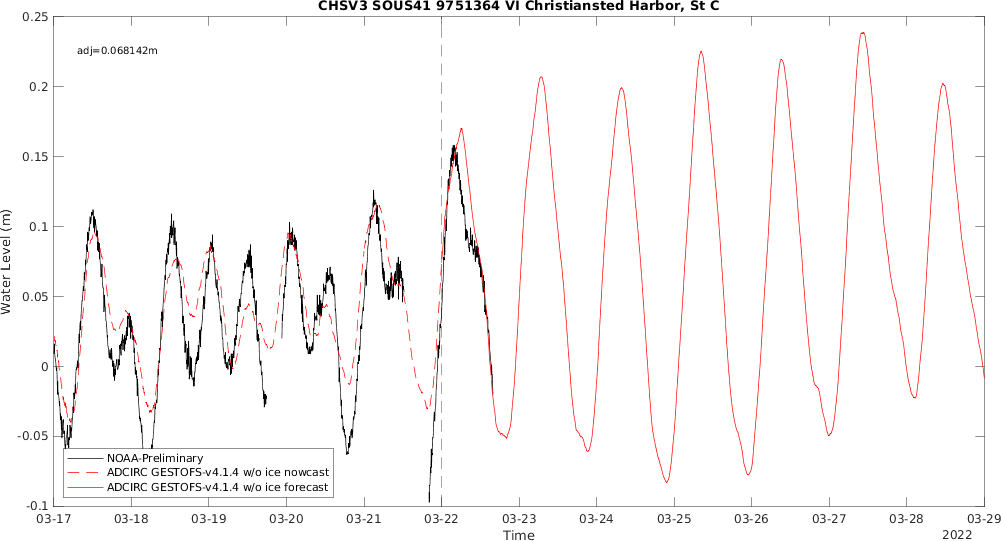 CHSV3 SOUS41 9751364 VI Christiansted Harbor, St C
adj=0.068142m
0.25
0.2
0.15
0.1
0.05
0
-0.05
-0.1
Water Level (m)
NOAA-Preliminary
ADCIRC GESTOFS-v4.1.4 w/o ice nowcast
ADCIRC GESTOFS-v4.1.4 w/o ice forecast
03-17 03-18 03-19 03-20 03-21 03-22 03-23 03-24 03-25 03-26 03-27 03-28 03-29
Time
2022